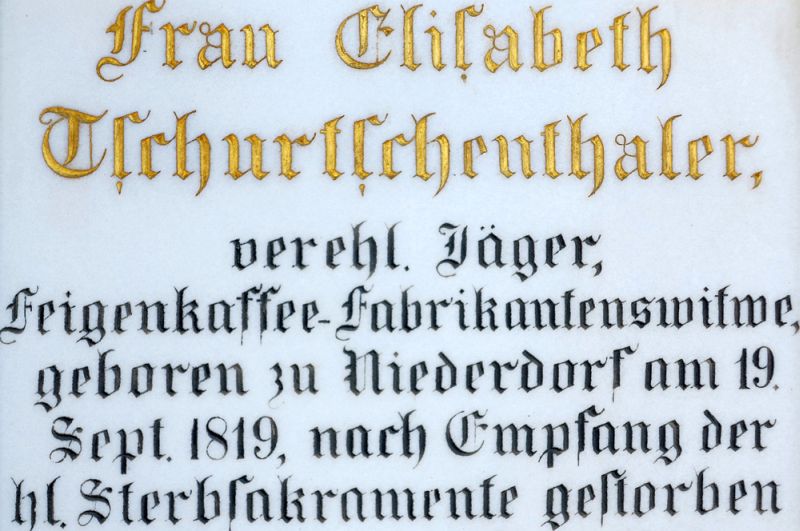 Frau Eliſabeth
Tſchurtſchenthaler,
verehl. Jäger,
Feigenkaffee-Fabrikantenswitwe,
geboren zu Niederdorf am 19.
Sept. 1819, nach Empfang der
hl. Sterbſakramente geſtorben